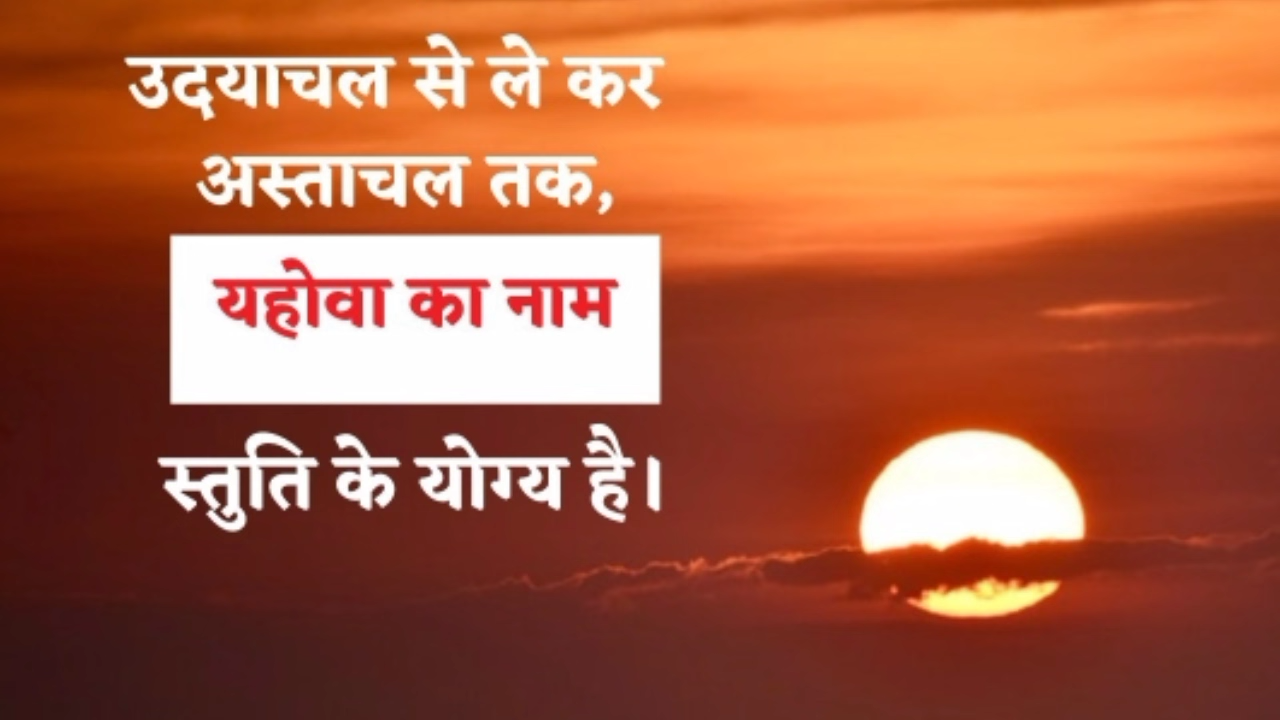 उदयाचल से ले कर
अस्ताचल तक,
यहोवा का नाम
स्तुति के योग्य है।